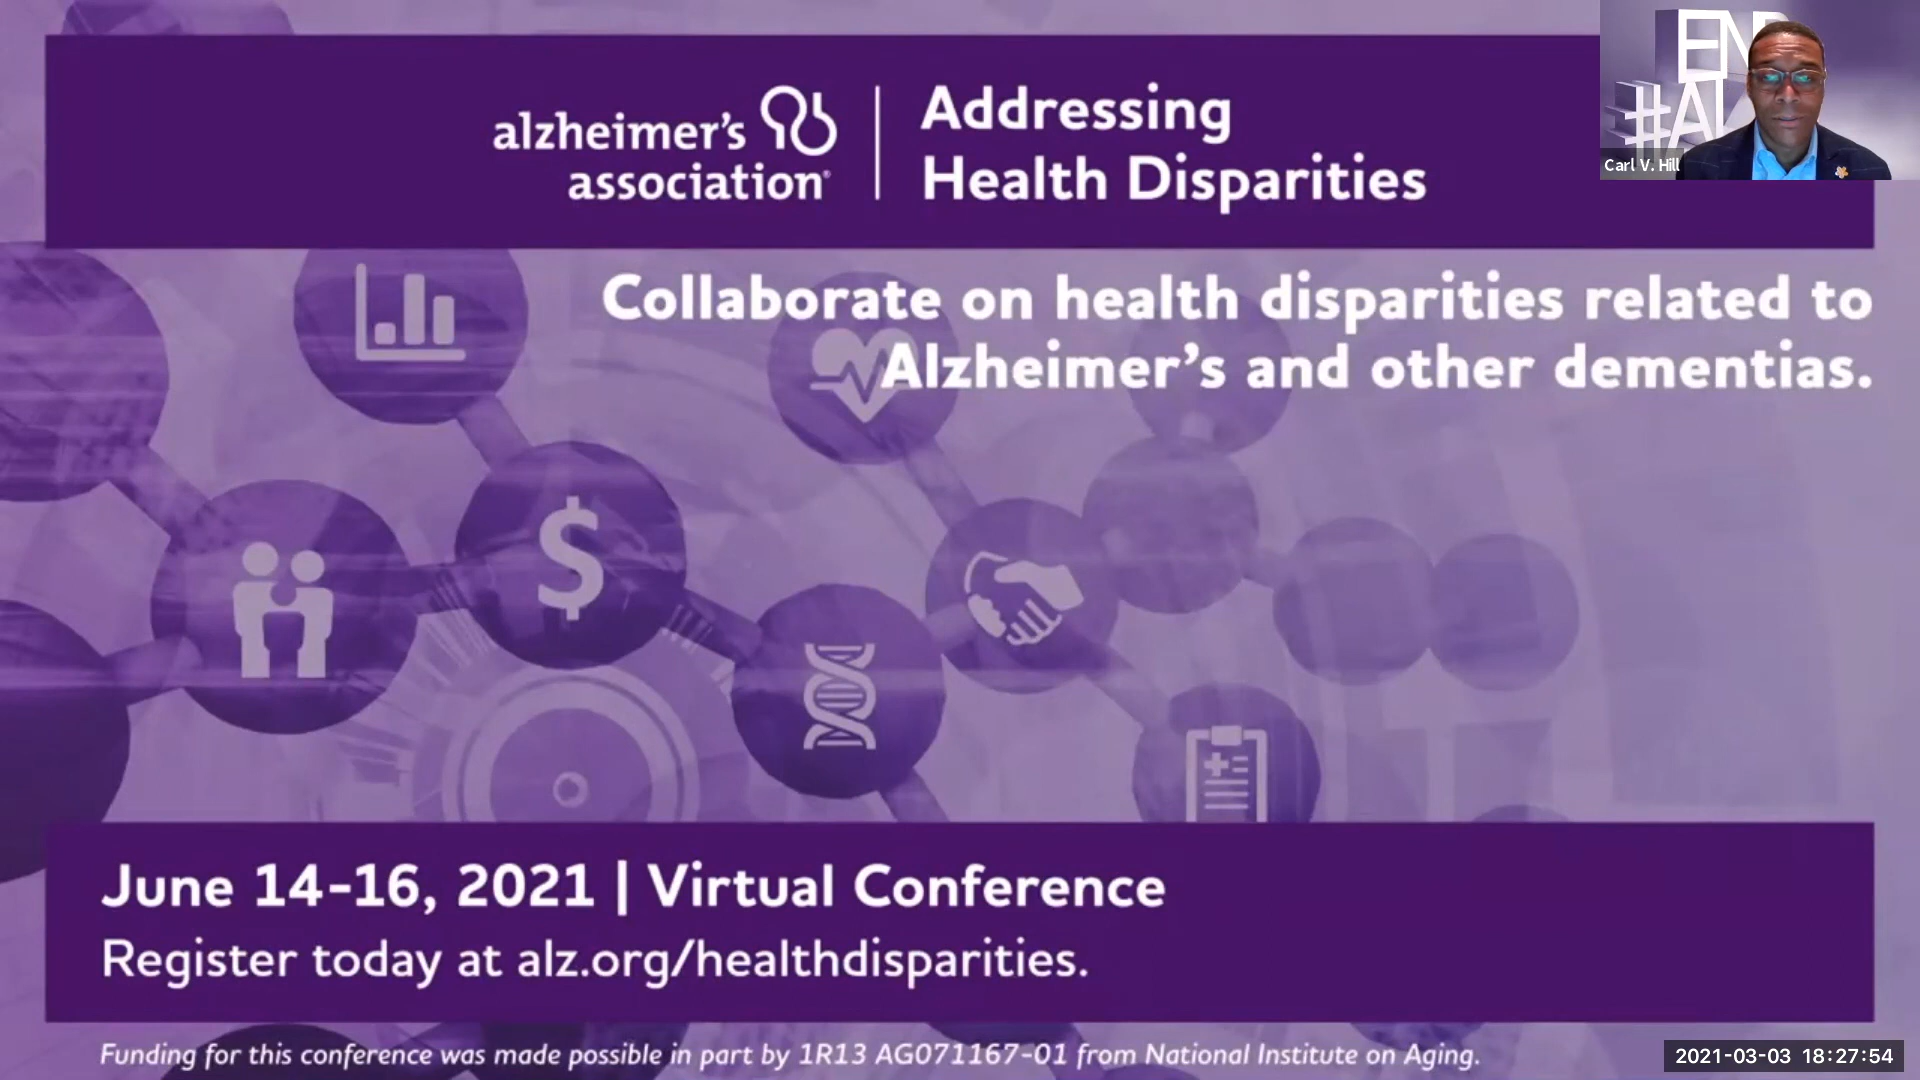 alzheimer's
association®
Addressing
Health Disparities
Carl V. Hill
Collaborate on health disparities related to
Alzheimer's and other dementias.
June 14-16, 2021 | Virtual Conference
Register today at alz.org/healthdisparities.
Funding for this conference was made possible in part by 1R13 AG071167-01 from National Institute on Aging.
2021-03-03 18:27:54